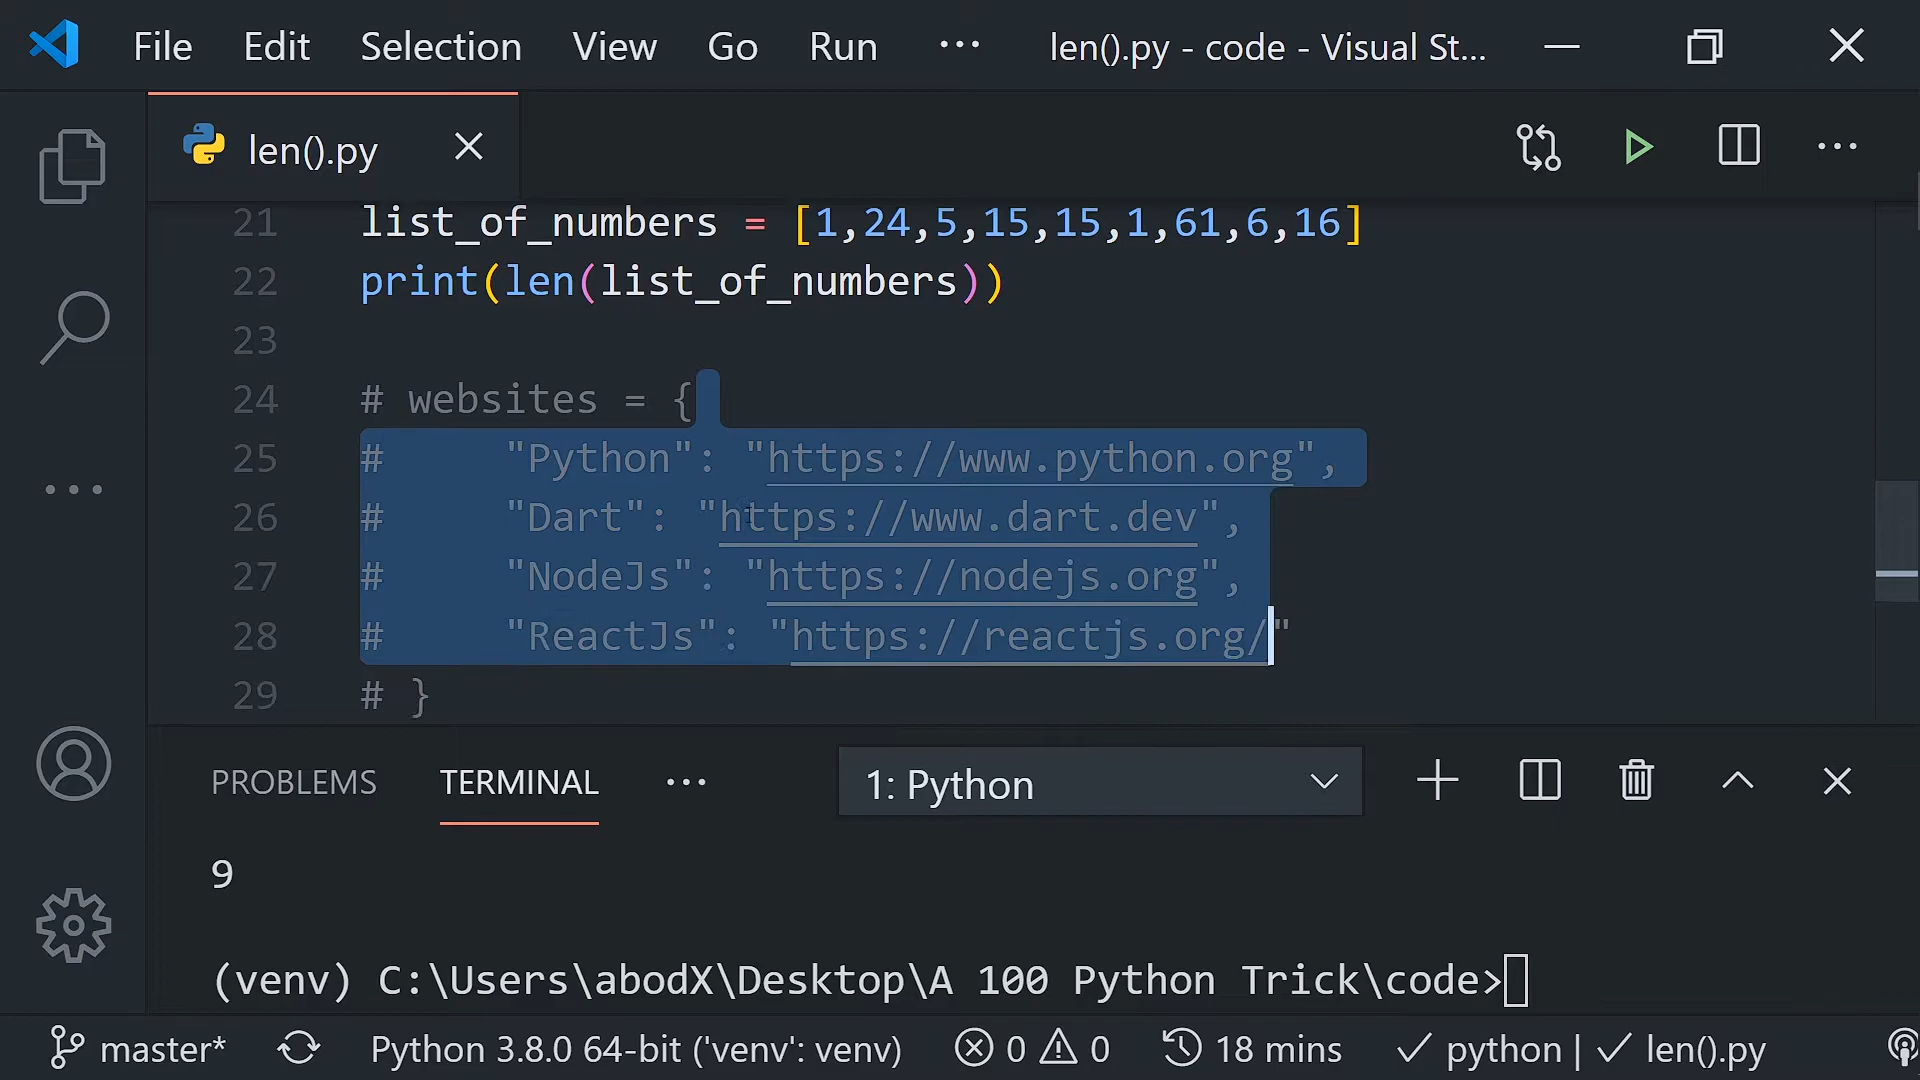 File Edit Selection View Go Run ··· len().py - code - Visual St...
len().py
21 list_of_numbers = [1,24,5,15,15,1,61,6,16]
22 print(len(list_of_numbers))
23
24 # websites = {
25 #     "Python": "https://www.python.org",
26 #     "Dart": "https://www.dart.dev",
27 #     "NodeJs": "https://nodejs.org",
28 #     "ReactJs": "https://reactjs.org/"
29 # }
PROBLEMS TERMINAL ··· 1: Python
9
(venv) C:\Users\abodX\Desktop\A 100 Python Trick\code>
master* Python 3.8.0 64-bit ('venv': venv) 0 0 18 mins ✓ python | ✓ len().py